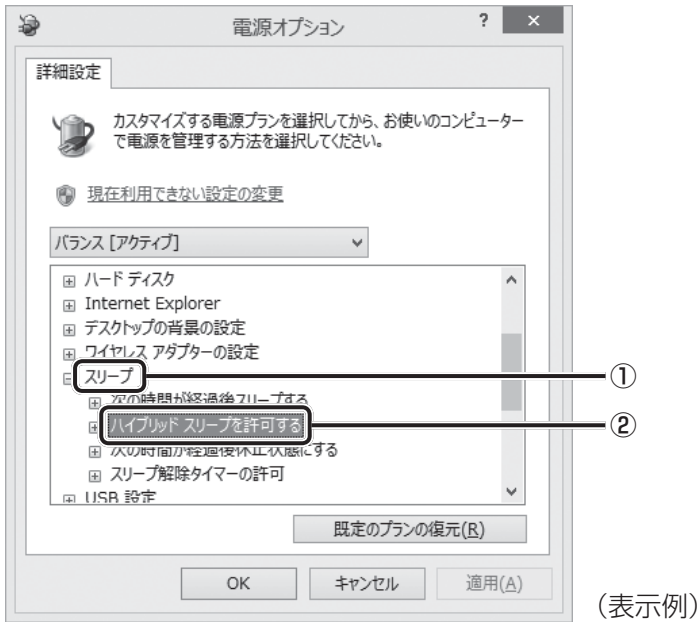 電源オプション
? ×
詳細設定
カスタマイズする電源プランを選択してから、お使いのコンピューター
で電源を管理する方法を選択してください。
現在利用できない設定の変更
バランス [アクティブ]
ハード ディスク
Internet Explorer
デスクトップの背景の設定
ワイヤレス アダプターの設定
スリープ ①
次の時間が経過後スリープする
ハイブリッド スリープを許可する ②
次の時間が経過後休止状態にする
スリープ解除タイマーの許可
USB 設定
既定のプランの復元(R)
OK キャンセル 適用(A)
(表示例)